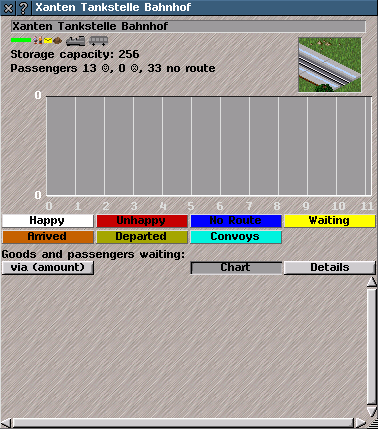 ? Xanten Tankstelle Bahnhof
Xanten Tankstelle Bahnhof
Storage capacity: 256
Passengers 13 ☺, 0 ☹, 33 no route
0
0
0 1 2 3 4 5 6 7 8 9 10 11
Happy Unhappy No Route Waiting
Arrived Departed Convoys
Goods and passengers waiting:
via (amount) Chart Details